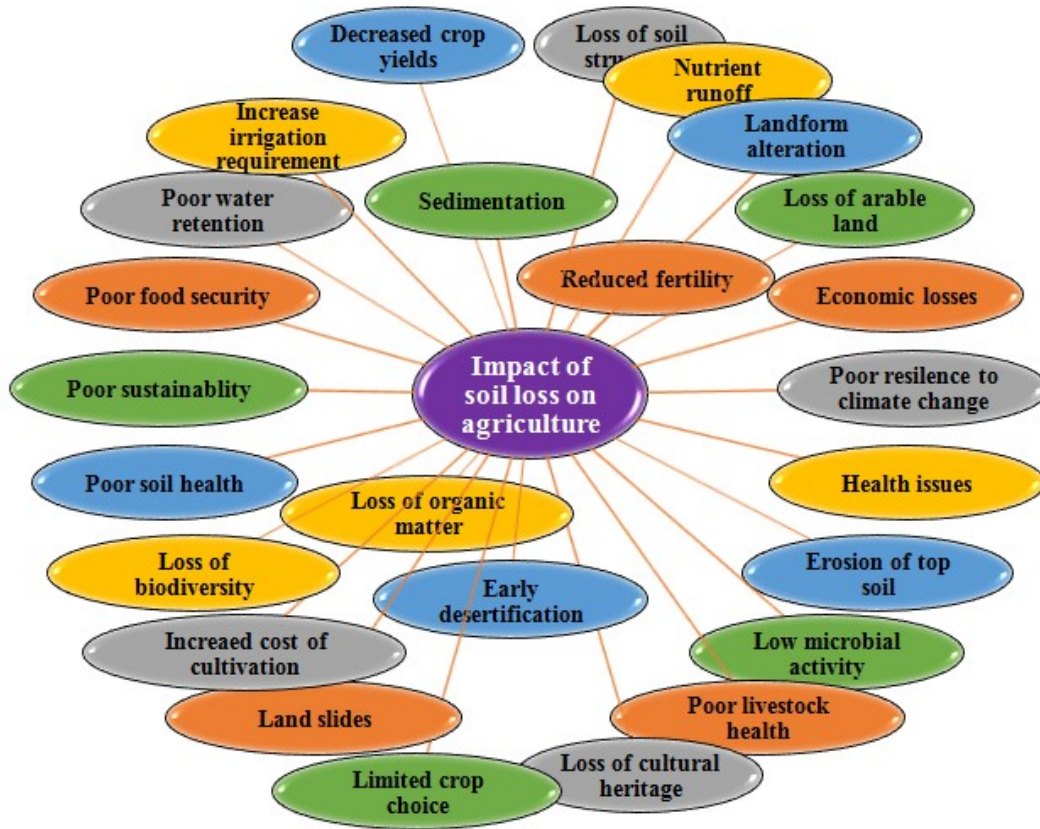 Decreased crop
yields
Loss of soil
Nutrient
runoff
Increase
irrigation
requirement
Landform
alteration
Poor water
retention
Sedimentation
Loss of arable
land
Poor food security
Reduced fertility
Economic losses
Impact of
soil loss on
agriculture
Poor sustainablity
Poor resilence to
climate change
Poor soil health
Loss of organic
matter
Health issues
Loss of
biodiversity
Early
desertification
Erosion of top
soil
Increaed cost of
cultivation
Low microbial
activity
Land slides
Poor livestock
health
Limited crop
choice
Loss of cultural
heritage